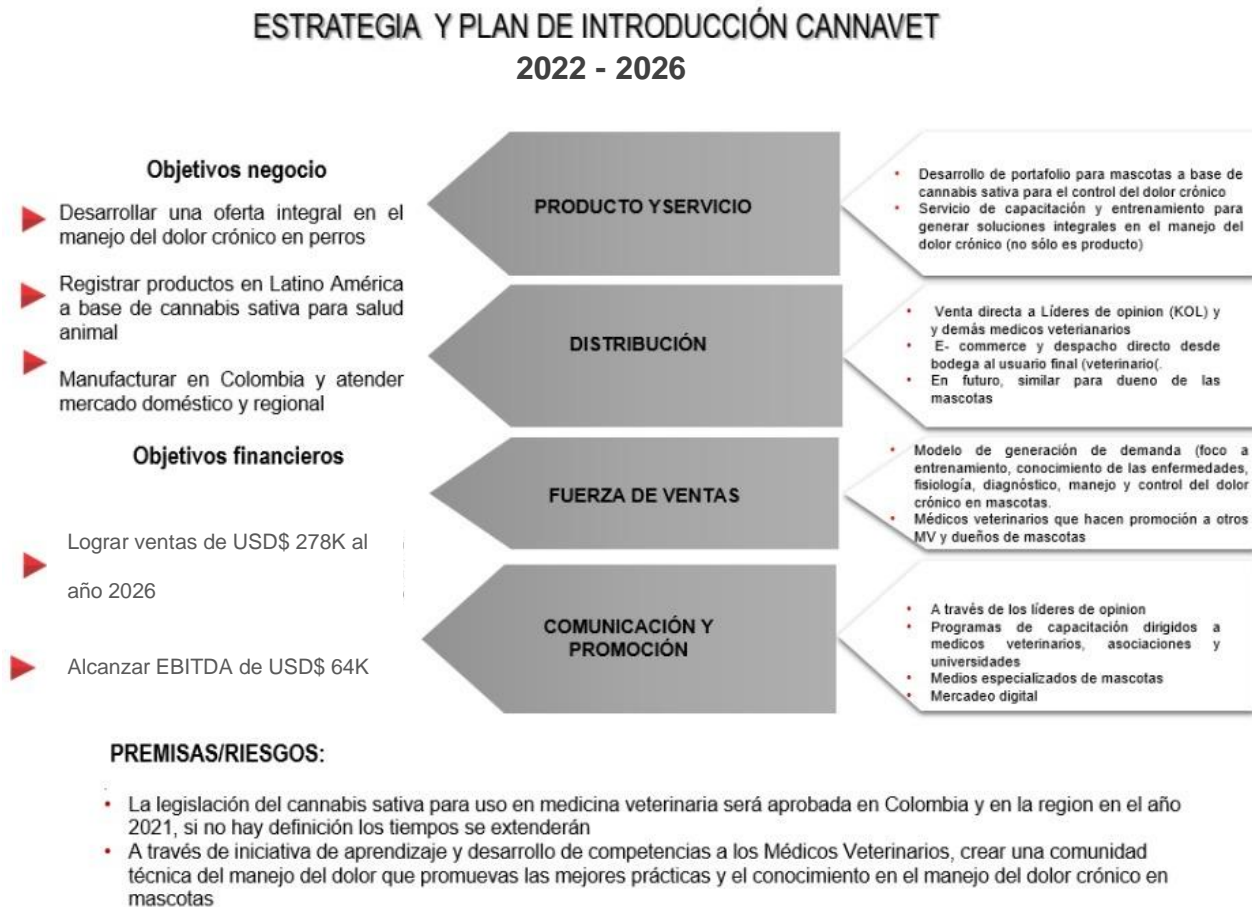 ESTRATEGIA Y PLAN DE INTRODUCCIÓN CANNAVET
2022 - 2026
Objetivos negocio
Desarrollar una oferta integral en el
manejo del dolor crónico en perros
Registrar productos en Latino América
a base de cannabis sativa para salud
animal
Manufacturar en Colombia y atender
mercado doméstico y regional
Objetivos financieros
Lograr ventas de USD$ 278K al
año 2026
Alcanzar EBITDA de USD$ 64K
PRODUCTO Y SERVICIO
• Desarrollo de portafolio para mascotas a base de
cannabis sativa para el control del dolor crónico
• Servicio de capacitación y entrenamiento para
generar soluciones integrales en el manejo del
dolor crónico (no sólo es producto)
DISTRIBUCIÓN
• Venta directa a Líderes de opinion (KOL) y
y demás medicos veterianarios
• E- commerce y despacho directo desde
bodega al usuario final (veterinario(.
• En futuro, similar para dueno de las
mascotas
FUERZA DE VENTAS
• Modelo de generación de demanda (foco a
entrenamiento, conocimiento de las enfermedades,
fisiología, diagnóstico, manejo y control del dolor
crónico en mascotas.
• Médicos veterinarios que hacen promoción a otros
MV y dueños de mascotas
COMUNICACIÓN Y
PROMOCIÓN
• A través de los líderes de opinion
• Programas de capacitación dirigidos a
medicos veterinarios, asociaciones y
universidades
• Medios especializados de mascotas
• Mercadeo digital
PREMISAS/RIESGOS:
• La legislación del cannabis sativa para uso en medicina veterinaria será aprobada en Colombia y en la region en el año
2021, si no hay definición los tiempos se extenderán
• A través de iniciativa de aprendizaje y desarrollo de competencias a los Médicos Veterinarios, crear una comunidad
técnica del manejo del dolor que promuevas las mejores prácticas y el conocimiento en el manejo del dolor crónico en
mascotas